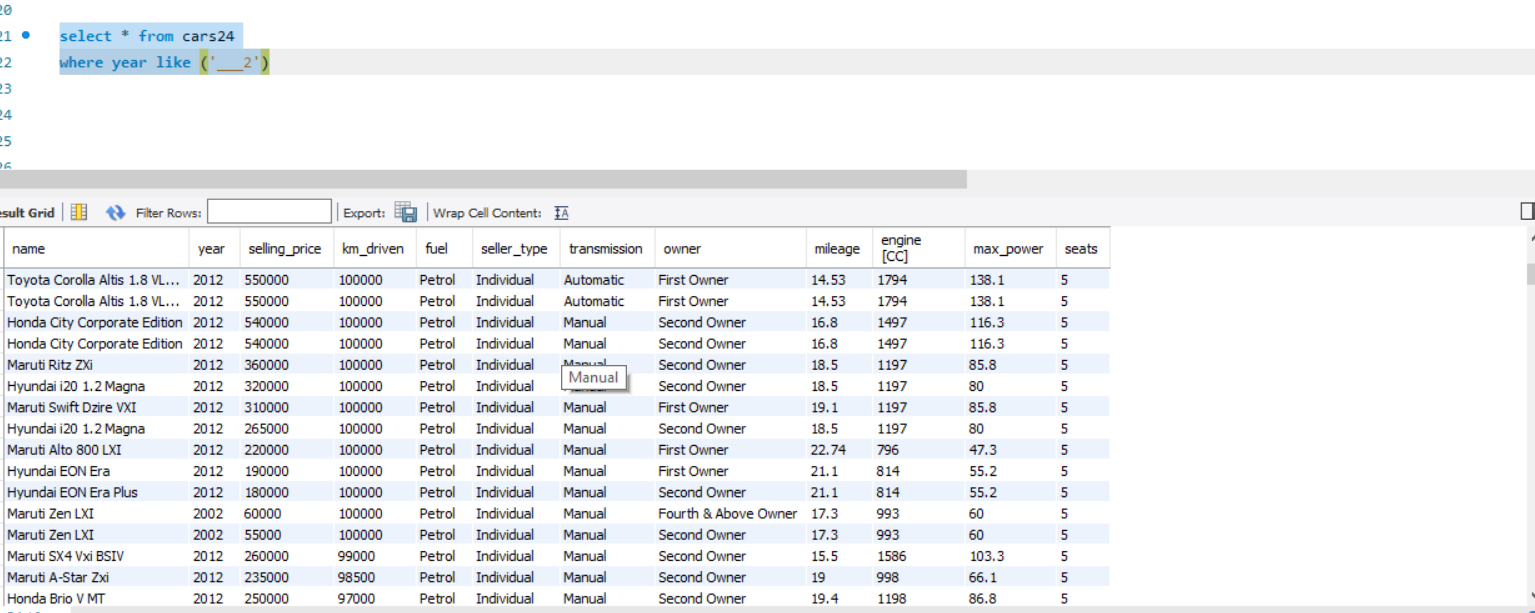 20
21 select * from cars24
22 where year like ('___2')
23
24
25
26
Result Grid Filter Rows: Export: Wrap Cell Content:
name year selling_price km_driven fuel seller_type transmission owner mileage engine [CC] max_power seats
Toyota Corolla Altis 1.8 VL... 2012 550000 100000 Petrol Individual Automatic First Owner 14.53 1794 138.1 5
Toyota Corolla Altis 1.8 VL... 2012 550000 100000 Petrol Individual Automatic First Owner 14.53 1794 138.1 5
Honda City Corporate Edition 2012 540000 100000 Petrol Individual Manual Second Owner 16.8 1497 116.3 5
Honda City Corporate Edition 2012 540000 100000 Petrol Individual Manual Second Owner 16.8 1497 116.3 5
Maruti Ritz ZXi 2012 360000 100000 Petrol Individual Manual Second Owner 18.5 1197 85.8 5
Hyundai i20 1.2 Magna 2012 320000 100000 Petrol Individual Manual Second Owner 18.5 1197 80 5
Maruti Swift Dzire VXI 2012 310000 100000 Petrol Individual Manual First Owner 19.1 1197 85.8 5
Hyundai i20 1.2 Magna 2012 265000 100000 Petrol Individual Manual Second Owner 18.5 1197 80 5
Maruti Alto 800 LXI 2012 220000 100000 Petrol Individual Manual First Owner 22.74 796 47.3 5
Hyundai EON Era 2012 190000 100000 Petrol Individual Manual First Owner 21.1 814 55.2 5
Hyundai EON Era Plus 2012 180000 100000 Petrol Individual Manual Second Owner 21.1 814 55.2 5
Maruti Zen LXI 2002 60000 100000 Petrol Individual Manual Fourth & Above Owner 17.3 993 60 5
Maruti Zen LXI 2002 55000 100000 Petrol Individual Manual Second Owner 17.3 993 60 5
Maruti SX4 Vxi BSIV 2012 260000 99000 Petrol Individual Manual Second Owner 15.5 1586 103.3 5
Maruti A-Star Zxi 2012 235000 98500 Petrol Individual Manual Second Owner 19 998 66.1 5
Honda Brio V MT 2012 250000 97000 Petrol Individual Manual Second Owner 19.4 1198 86.8 5